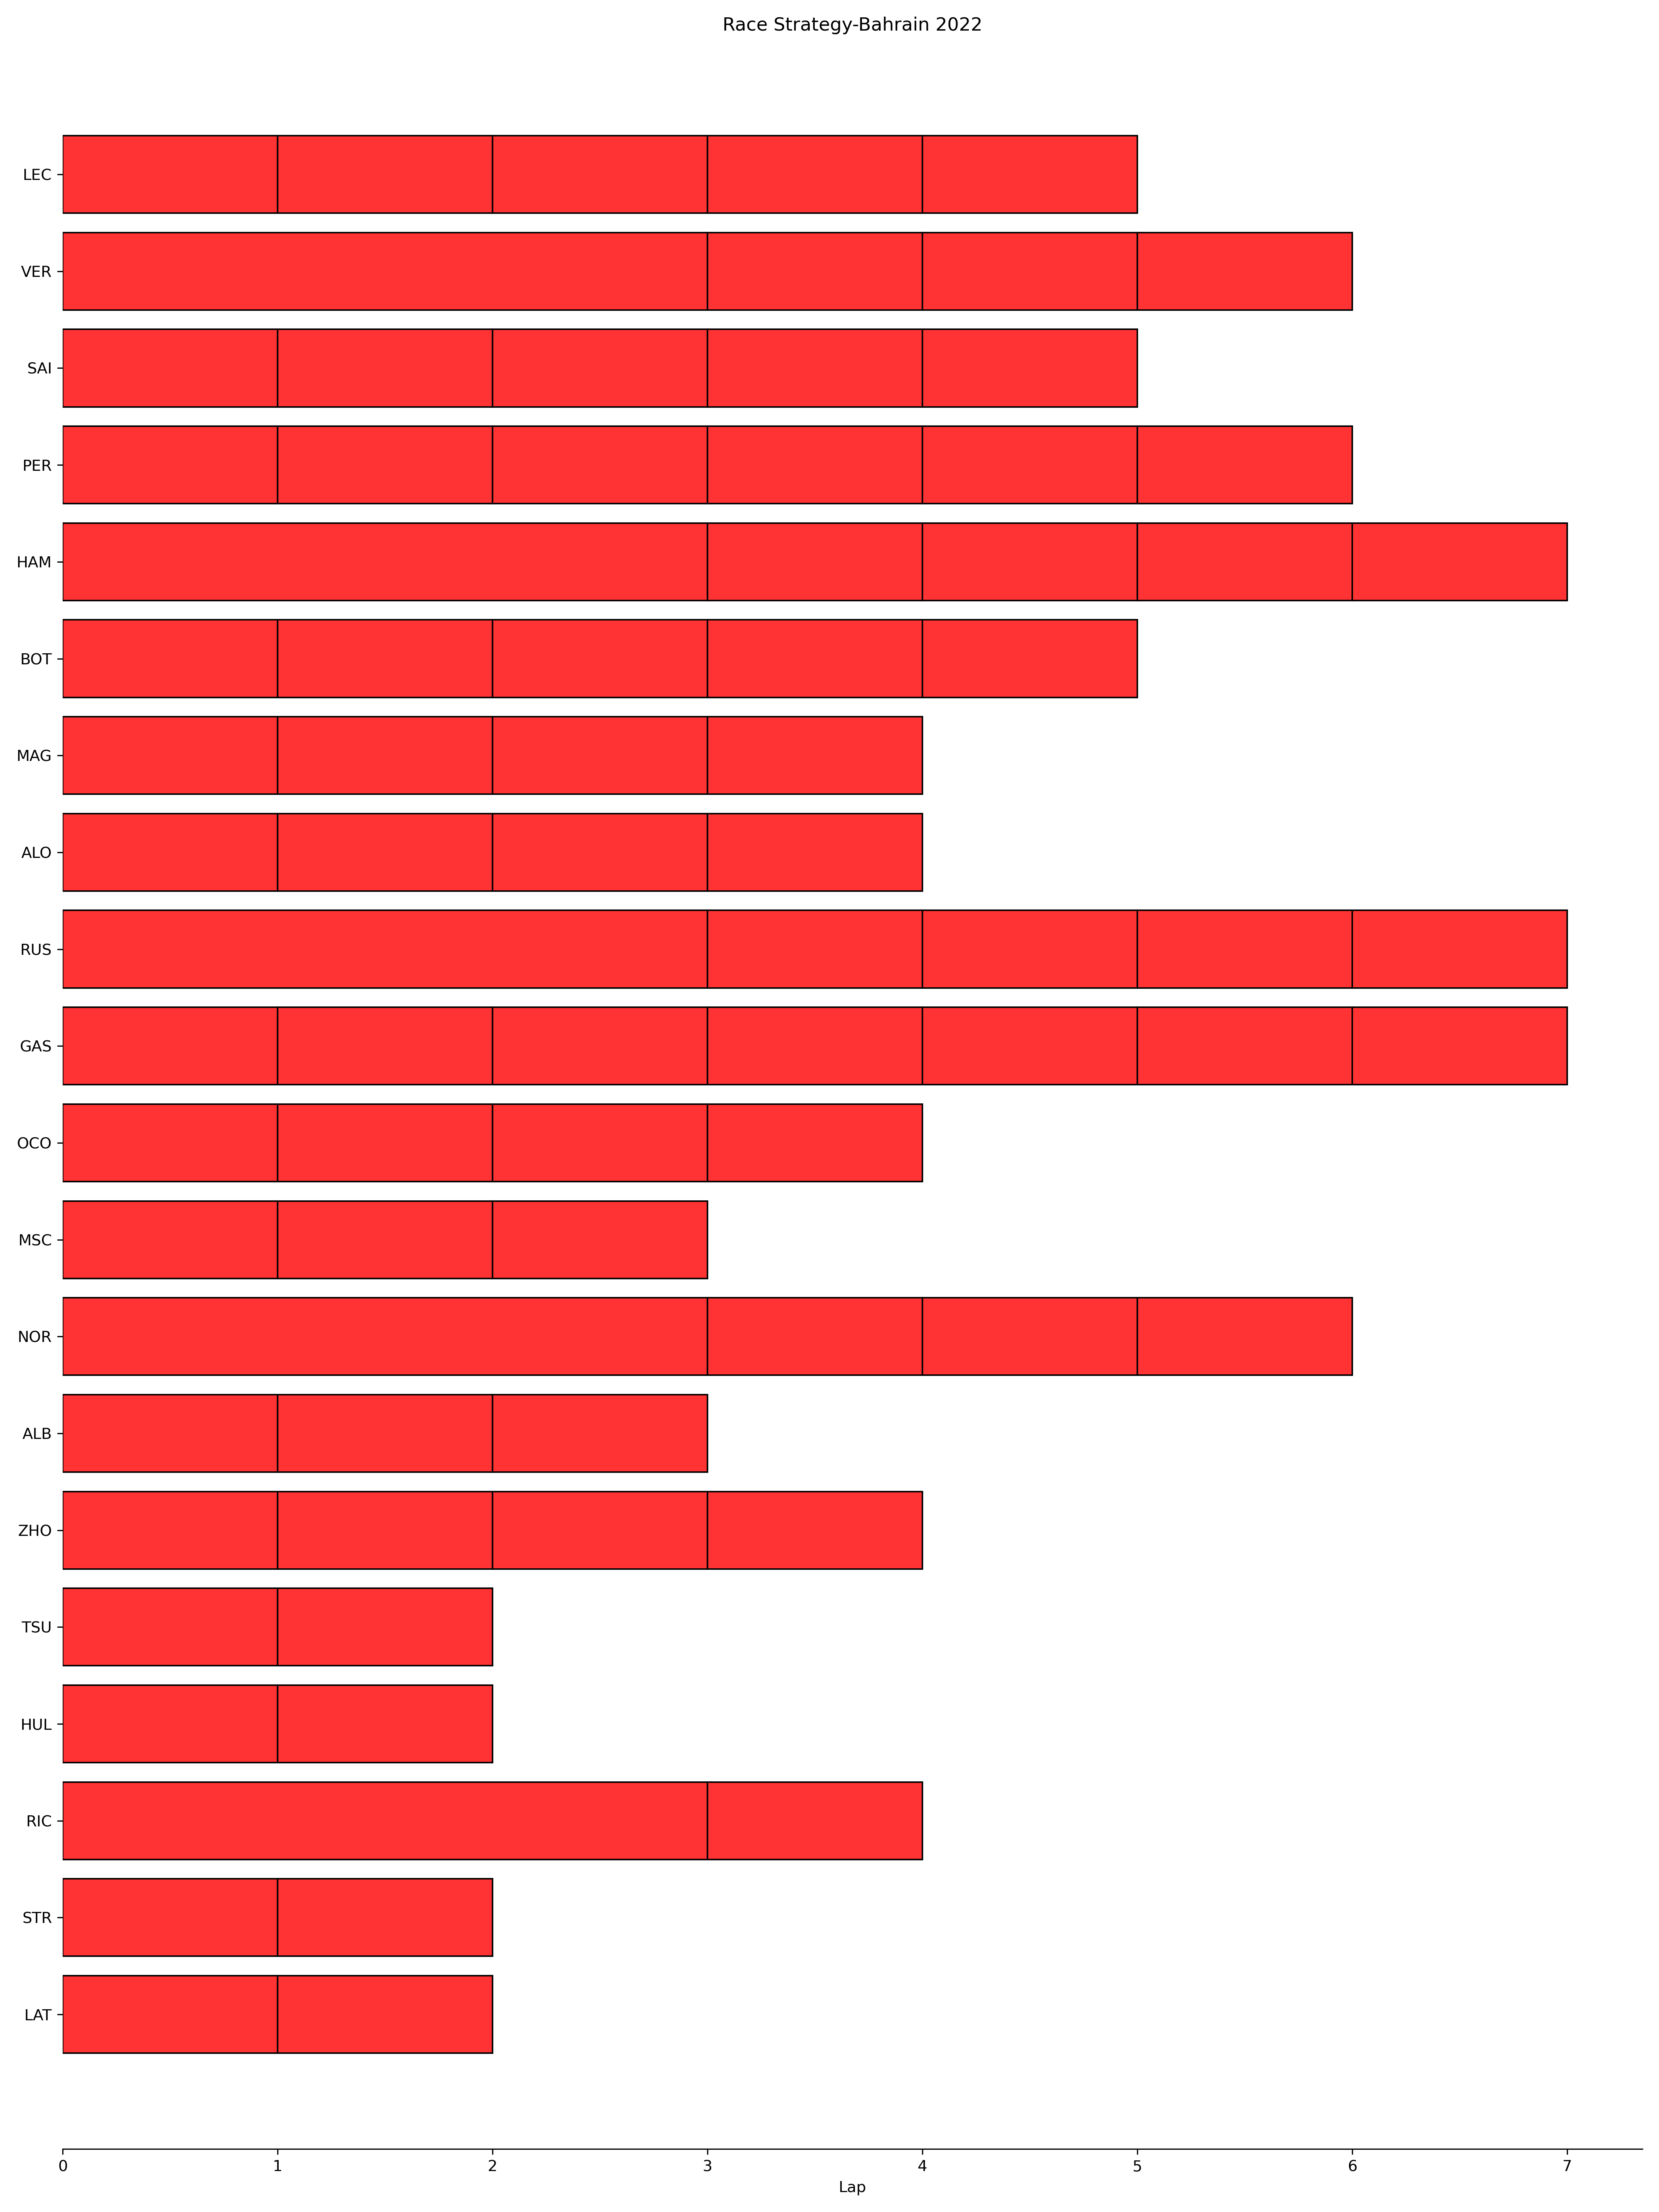 Race Strategy-Bahrain 2022
LEC
VER
SAI
PER
HAM
BOT
MAG
ALO
RUS
GAS
OCO
MSC
NOR
ALB
ZHO
TSU
HUL
RIC
STR
LAT
0 1 2 3 4 5 6 7
Lap